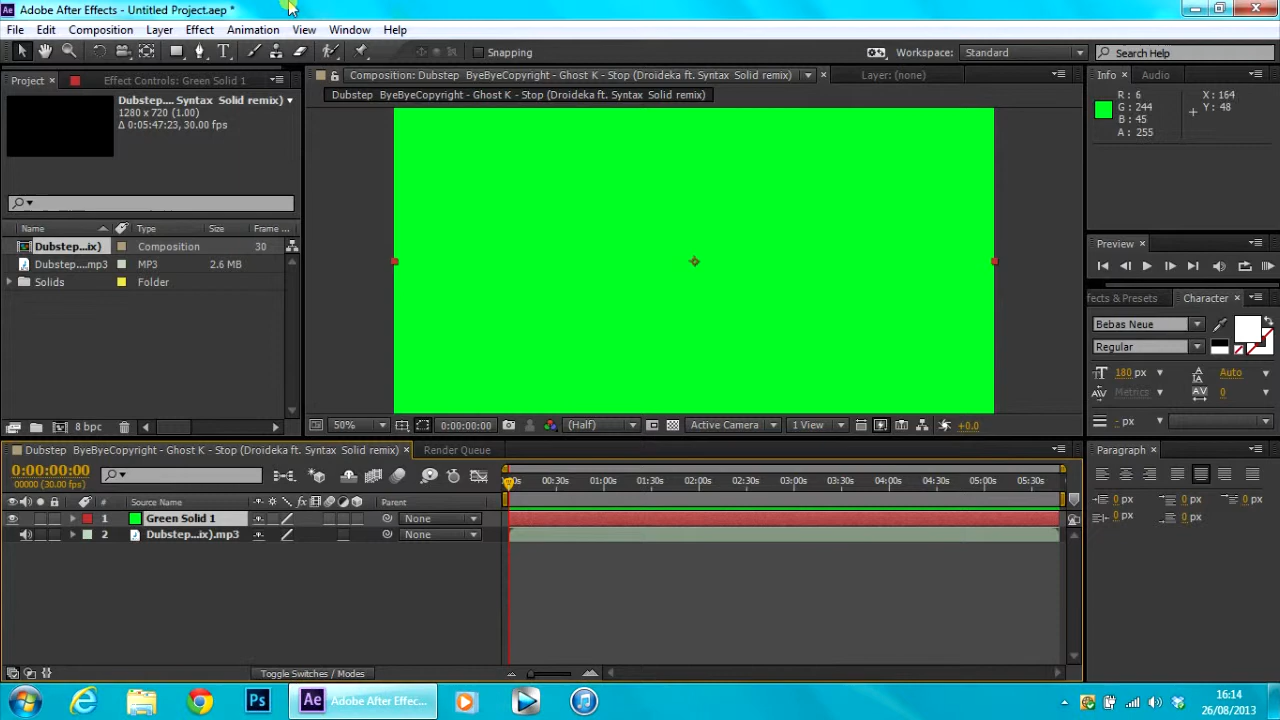 Adobe After Effects - Untitled Project.aep *
File Edit Composition Layer Effect Animation View Window Help
Snapping Workspace: Standard Search Help
Project Effect Controls: Green Solid 1
Composition: Dubstep ByeByeCopyright - Ghost K - Stop (Droideka ft. Syntax Solid remix) Layer: (none)
Info Audio
Dubstep ByeByeCopyright - Ghost K - Stop (Droideka ft. Syntax Solid remix)
Dubstep.... Syntax Solid remix)
1280 x 720 (1.00)
Δ 0:05:47:23, 30.00 fps
R : 6
G : 244
B : 45
A : 255
X : 164
Y : 48
Name Type Size Frame ...
Dubstep...ix) Composition 30
Dubstep....mp3 MP3 2.6 MB
Solids Folder
Preview
ffects & Presets Character
Bebas Neue
Regular
180 px Auto
Metrics 0
- px
8 bpc
50% 0:00:00:00 (Half) Active Camera 1 View +0.0
Dubstep ByeByeCopyright - Ghost K - Stop (Droideka ft. Syntax Solid remix) Render Queue
Paragraph
0:00:00:00
00000 (30.00 fps)
00s 00:30s 01:00s 01:30s 02:00s 02:30s 03:00s 03:30s 04:00s 04:30s 05:00s 05:30s
# Source Name Parent
1 Green Solid 1 None
2 Dubstep...ix).mp3 None
0 px 0 px 0 px
0 px 0 px
Toggle Switches / Modes
Ps
Ae Adobe After Effec...
16:14
26/08/2013